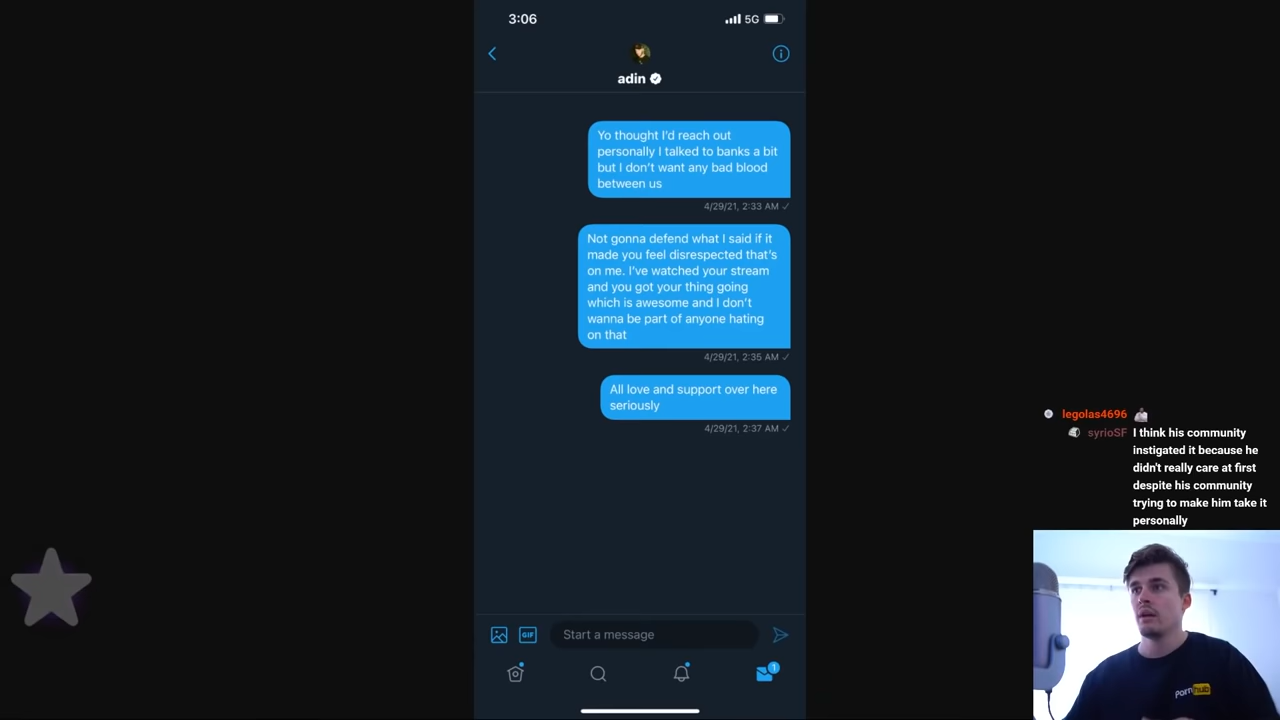 3:06
5G
adin
Yo thought I'd reach out
personally I talked to banks a bit
but I don't want any bad blood
between us
4/29/21, 2:33 AM ✓
Not gonna defend what I said if it
made you feel disrespected that's
on me. I've watched your stream
and you got your thing going
which is awesome and I don't
wanna be part of anyone hating
on that
4/29/21, 2:35 AM ✓
All love and support over here
seriously
4/29/21, 2:37 AM ✓
GIF
Start a message
1
legolas4696
syrioSF I think his community
instigated it because he
didn't really care at first
despite his community
trying to make him take it
personally
Porn hub